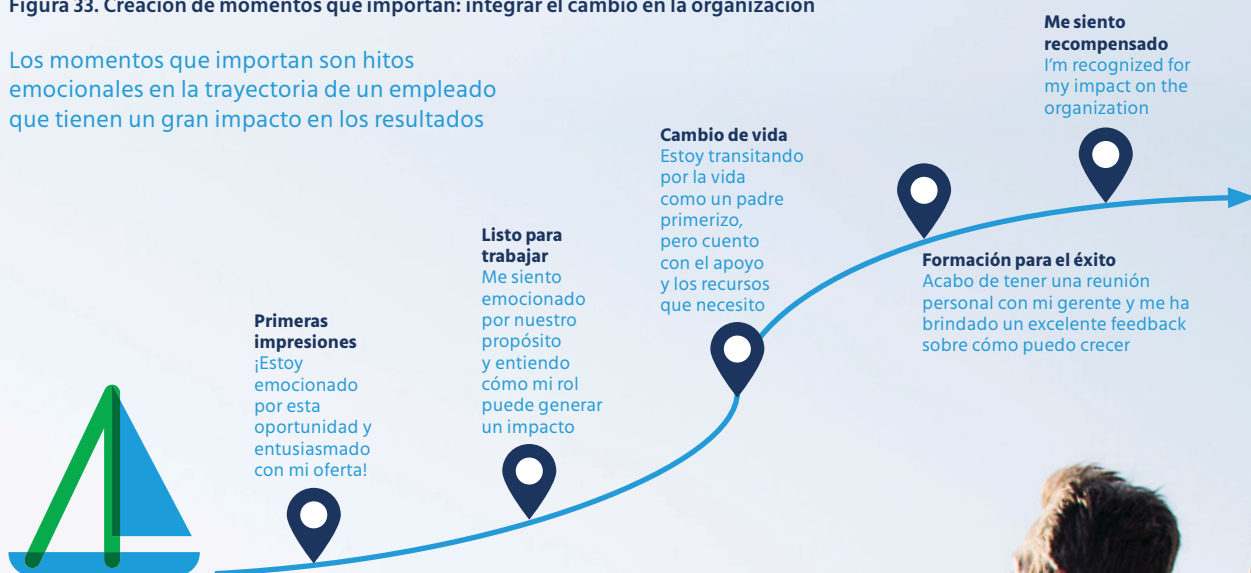 Figura 33. Creación de momentos que importan: integrar el cambio en la organización
Los momentos que importan son hitos
emocionales en la trayectoria de un empleado
que tienen un gran impacto en los resultados
Primeras
impresiones
¡Estoy
emocionado
por esta
oportunidad y
entusiasmado
con mi oferta!
Listo para
trabajar
Me siento
emocionado
por nuestro
propósito
y entiendo
cómo mi rol
puede generar
un impacto
Cambio de vida
Estoy transitando
por la vida
como un padre
primerizo,
pero cuento
con el apoyo
y los recursos
que necesito
Formación para el éxito
Acabo de tener una reunión
personal con mi gerente y me ha
brindado un excelente feedback
sobre cómo puedo crecer
Me siento
recompensado
I'm recognized for
my impact on the
organization